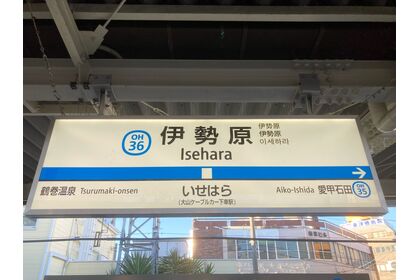 OH
36
伊勢原
Isehara
伊势原
伊勢原
이세하라
鶴巻温泉 Tsurumaki-onsen
いせはら
(大山ケーブルカー下車駅)
Aiko-Ishida 愛甲石田
OH
35